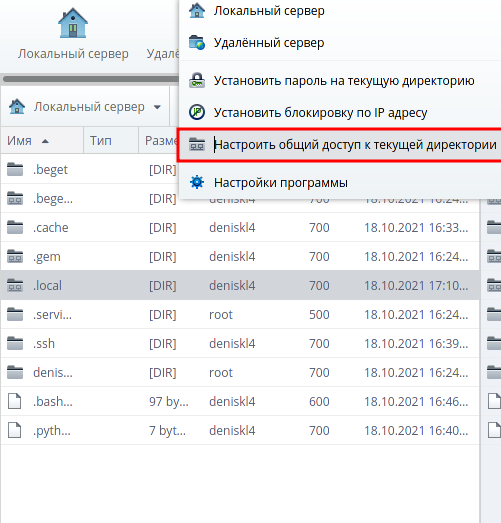 Локальный сервер
Удалё
Локальный сервер
Удалённый сервер
Установить пароль на текущую директорию
Установить блокировку по IP адресу
Настроить общий доступ к текущей директории
Настройки программы
Локальный сервер
Имя Тип Разме
.beget [DIR]
.bege... [DIR] deniskl4 700 18.10.2021 16:24...
.cache [DIR] deniskl4 700 18.10.2021 16:33...
.gem [DIR] deniskl4 700 18.10.2021 16:24...
.local [DIR] deniskl4 700 18.10.2021 17:10...
.servi... [DIR] root 500 18.10.2021 16:24...
.ssh [DIR] deniskl4 700 18.10.2021 16:39...
denis... [DIR] root 700 18.10.2021 16:24...
.bash... 97 by... deniskl4 600 18.10.2021 16:46...
.pyth... 7 byt... deniskl4 700 18.10.2021 16:40...